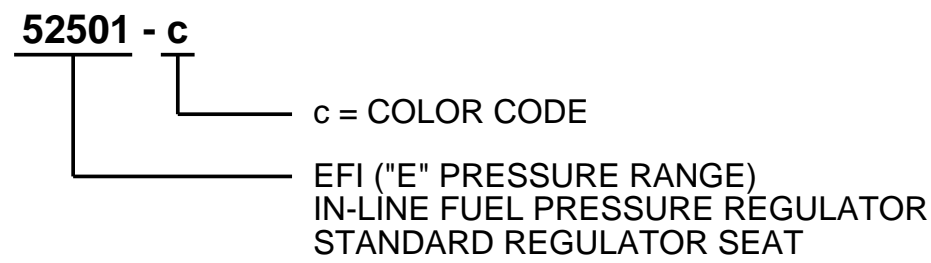 52501 - c
c = COLOR CODE
EFI ("E" PRESSURE RANGE)
IN-LINE FUEL PRESSURE REGULATOR
STANDARD REGULATOR SEAT